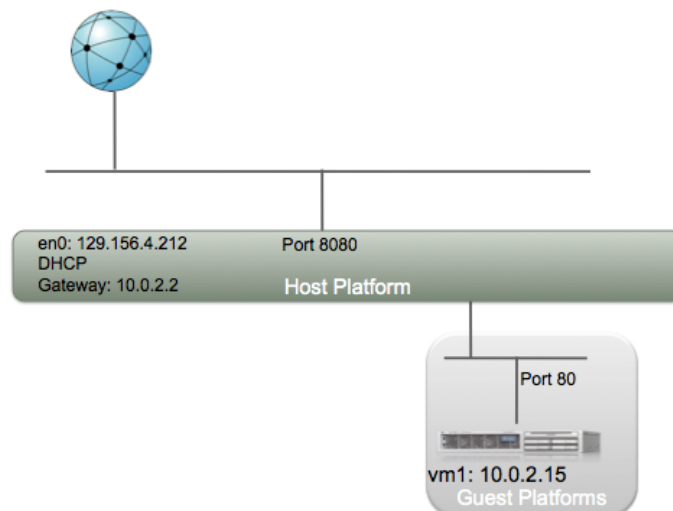 en0: 129.156.4.212
DHCP
Gateway: 10.0.2.2
Port 8080
Host Platform
Port 80
vm1: 10.0.2.15
Guest Platforms